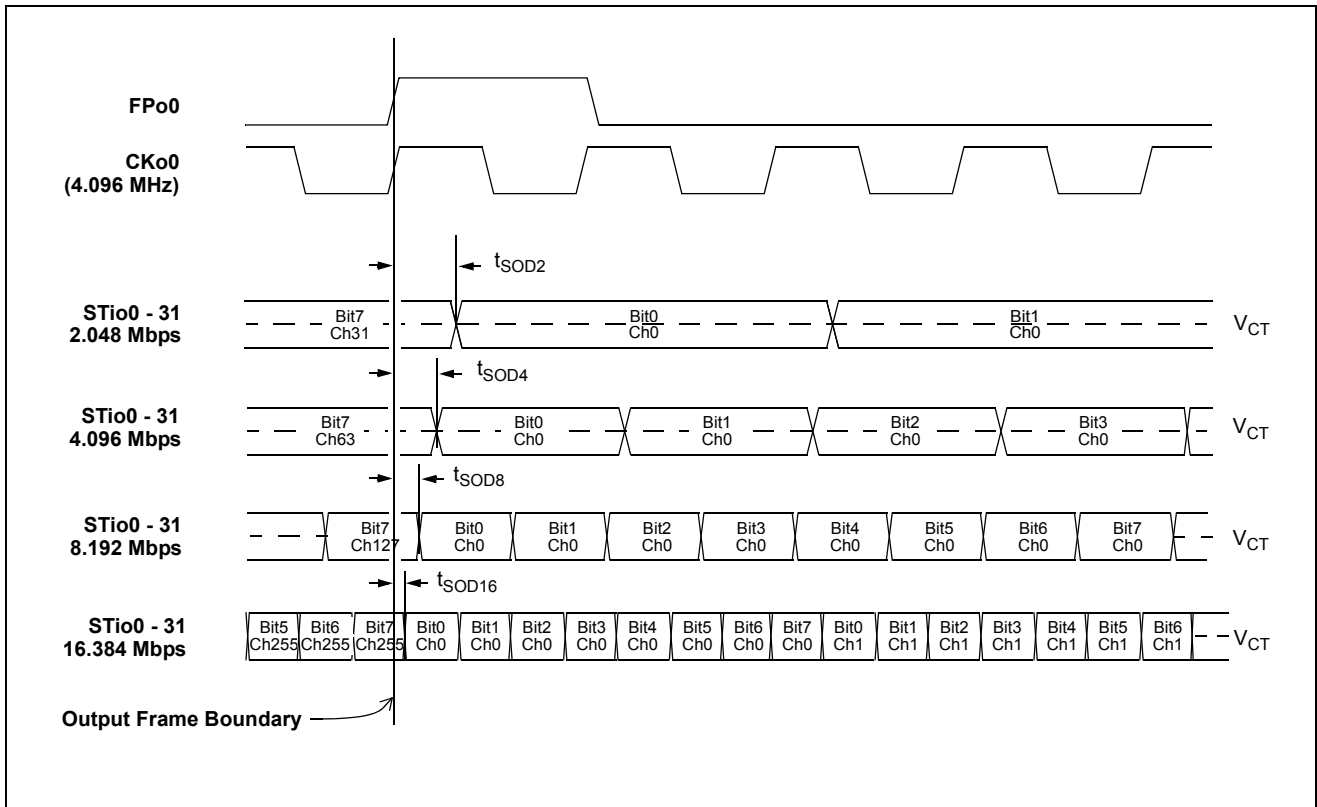 FPo0
CKo0
(4.096 MHz)
tSOD2
STio0 - 31
2.048 Mbps
Bit7
Ch31
Bit0
Ch0
Bit1
Ch0
VCT
tSOD4
STio0 - 31
4.096 Mbps
Bit7
Ch63
Bit0
Ch0
Bit1
Ch0
Bit2
Ch0
Bit3
Ch0
VCT
tSOD8
STio0 - 31
8.192 Mbps
Bit7
Ch127
Bit0
Ch0
Bit1
Ch0
Bit2
Ch0
Bit3
Ch0
Bit4
Ch0
Bit5
Ch0
Bit6
Ch0
Bit7
Ch0
VCT
tSOD16
STio0 - 31
16.384 Mbps
Bit5
Ch255
Bit6
Ch255
Bit7
Ch255
Bit0
Ch0
Bit1
Ch0
Bit2
Ch0
Bit3
Ch0
Bit4
Ch0
Bit5
Ch0
Bit6
Ch0
Bit7
Ch0
Bit0
Ch1
Bit1
Ch1
Bit2
Ch1
Bit3
Ch1
Bit4
Ch1
Bit5
Ch1
Bit6
Ch1
VCT
Output Frame Boundary